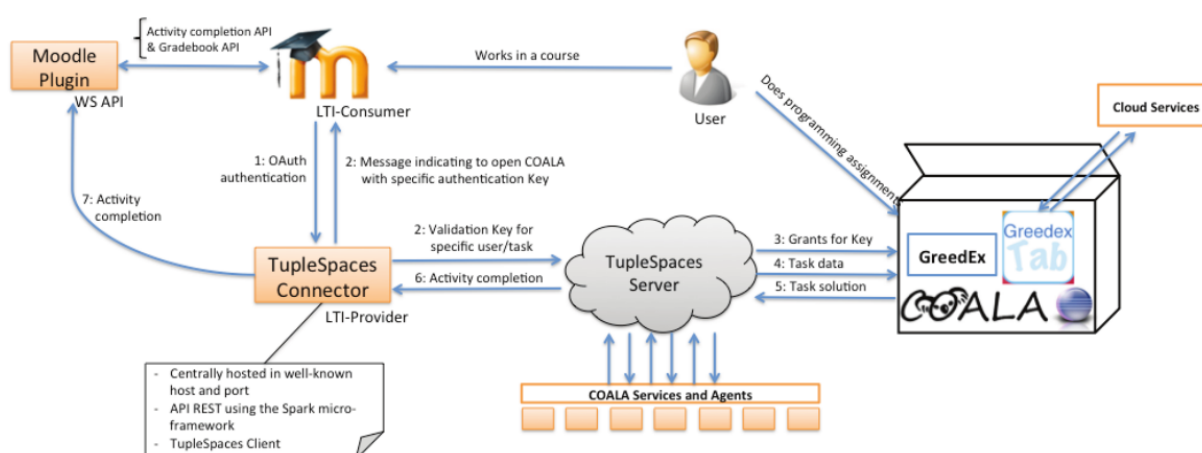 Activity completion API
& Gradebook API
Moodle
Plugin
WS API
LTI-Consumer
Works in a course
User
Does programming assignment
Cloud Services
1: OAuth
authentication
2: Message indicating to open COALA
with specific authentication Key
7: Activity
completion
2: Validation Key for
specific user/task
6: Activity completion
TupleSpaces
Connector
LTI-Provider
TupleSpaces
Server
3: Grants for Key
4: Task data
5: Task solution
GreedEx
Greedex
Tab
COALA
- Centrally hosted in well-known
host and port
- API REST using the Spark micro-
framework
- TupleSpaces Client
COALA Services and Agents